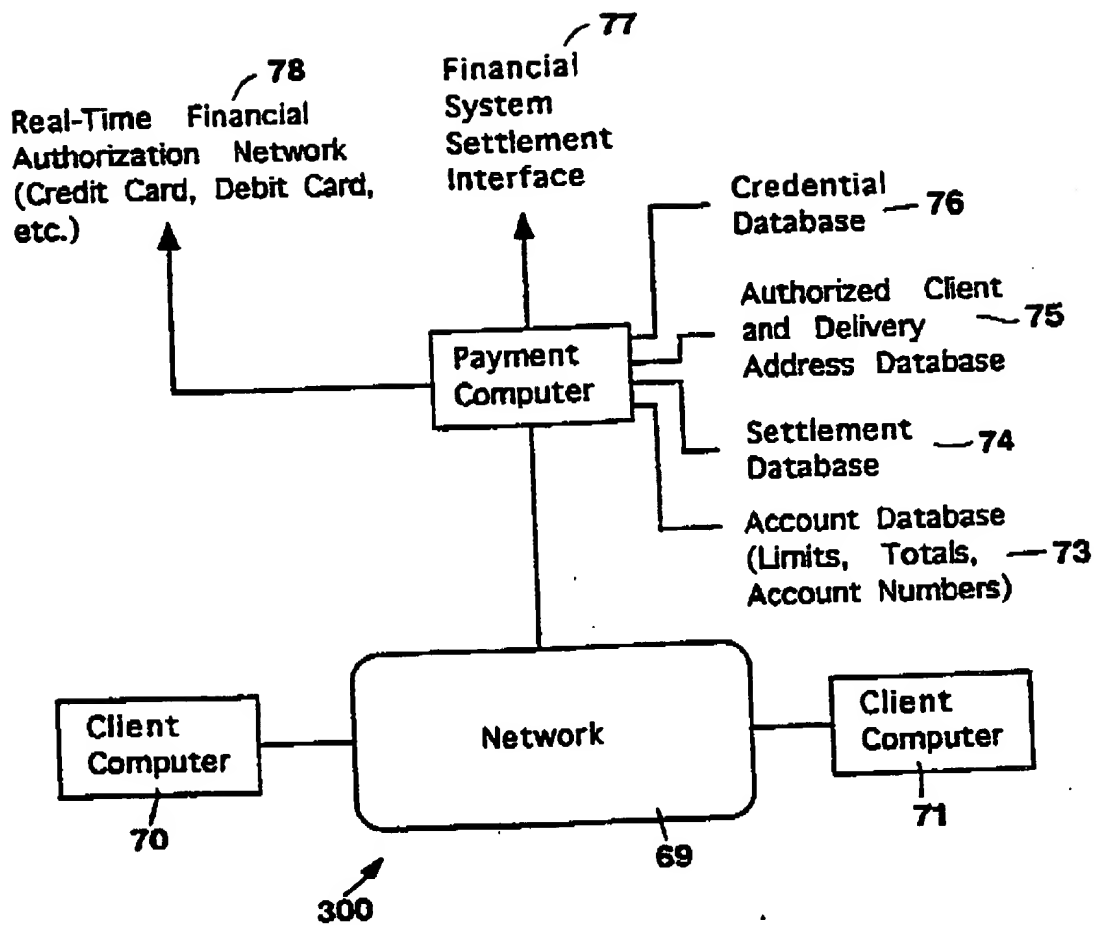 77
78
Financial
System
Settlement
Interface
Real-Time Financial
Authorization Network
(Credit Card, Debit Card,
etc.)
Credential
Database
76
Authorized Client
and Delivery
Address Database
75
Payment
Computer
Settlement
Database
74
Account Database
(Limits, Totals,
Account Numbers)
73
Client
Computer
70
Network
69
Client
Computer
71
300